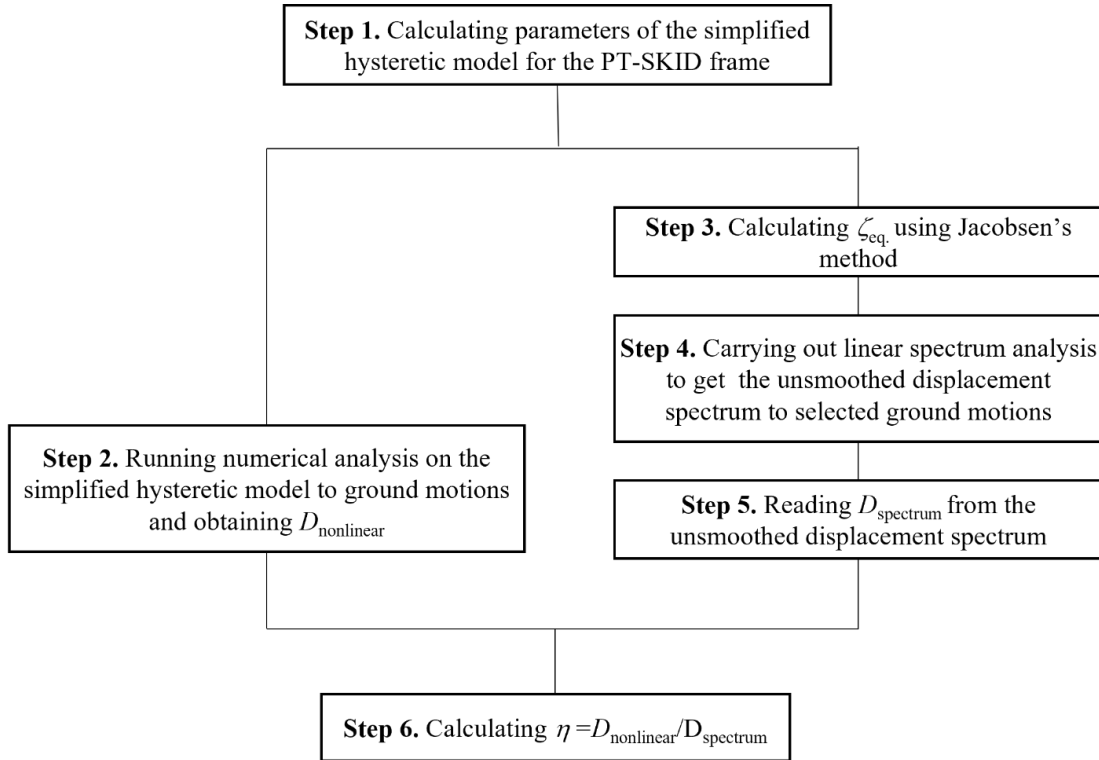 Step 1. Calculating parameters of the simplified
hysteretic model for the PT-SKID frame
Step 2. Running numerical analysis on the
simplified hysteretic model to ground motions
and obtaining Dnonlinear
Step 3. Calculating ζeq. using Jacobsen’s
method
Step 4. Carrying out linear spectrum analysis
to get the unsmoothed displacement
spectrum to selected ground motions
Step 5. Reading Dspectrum from the
unsmoothed displacement spectrum
Step 6. Calculating η =Dnonlinear/Dspectrum